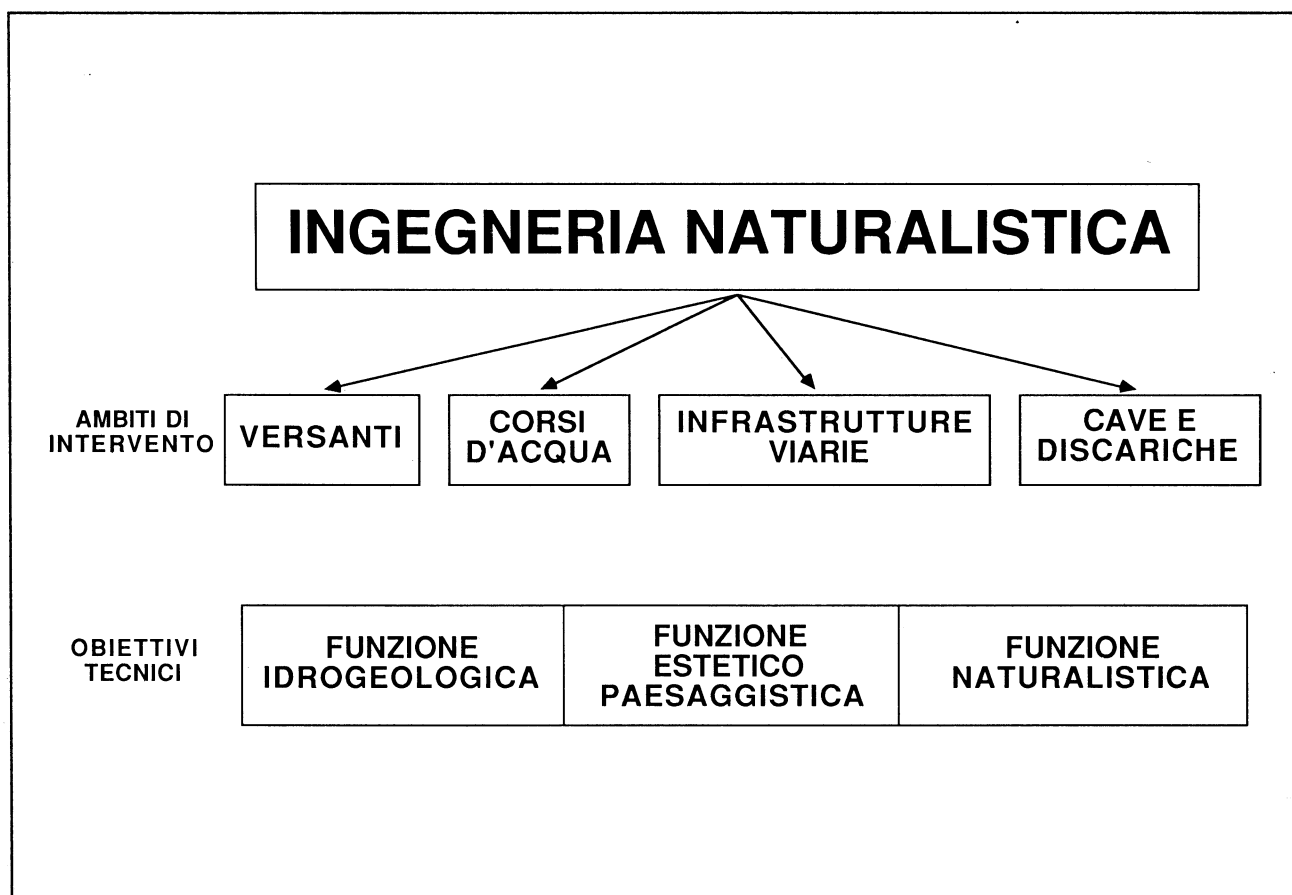 INGEGNERIA NATURALISTICA
AMBITI DI
INTERVENTO
VERSANTI
CORSI
D'ACQUA
INFRASTRUTTURE
VIARIE
CAVE E
DISCARICHE
OBIETTIVI
TECNICI
FUNZIONE
IDROGEOLOGICA
FUNZIONE
ESTETICO
PAESAGGISTICA
FUNZIONE
NATURALISTICA